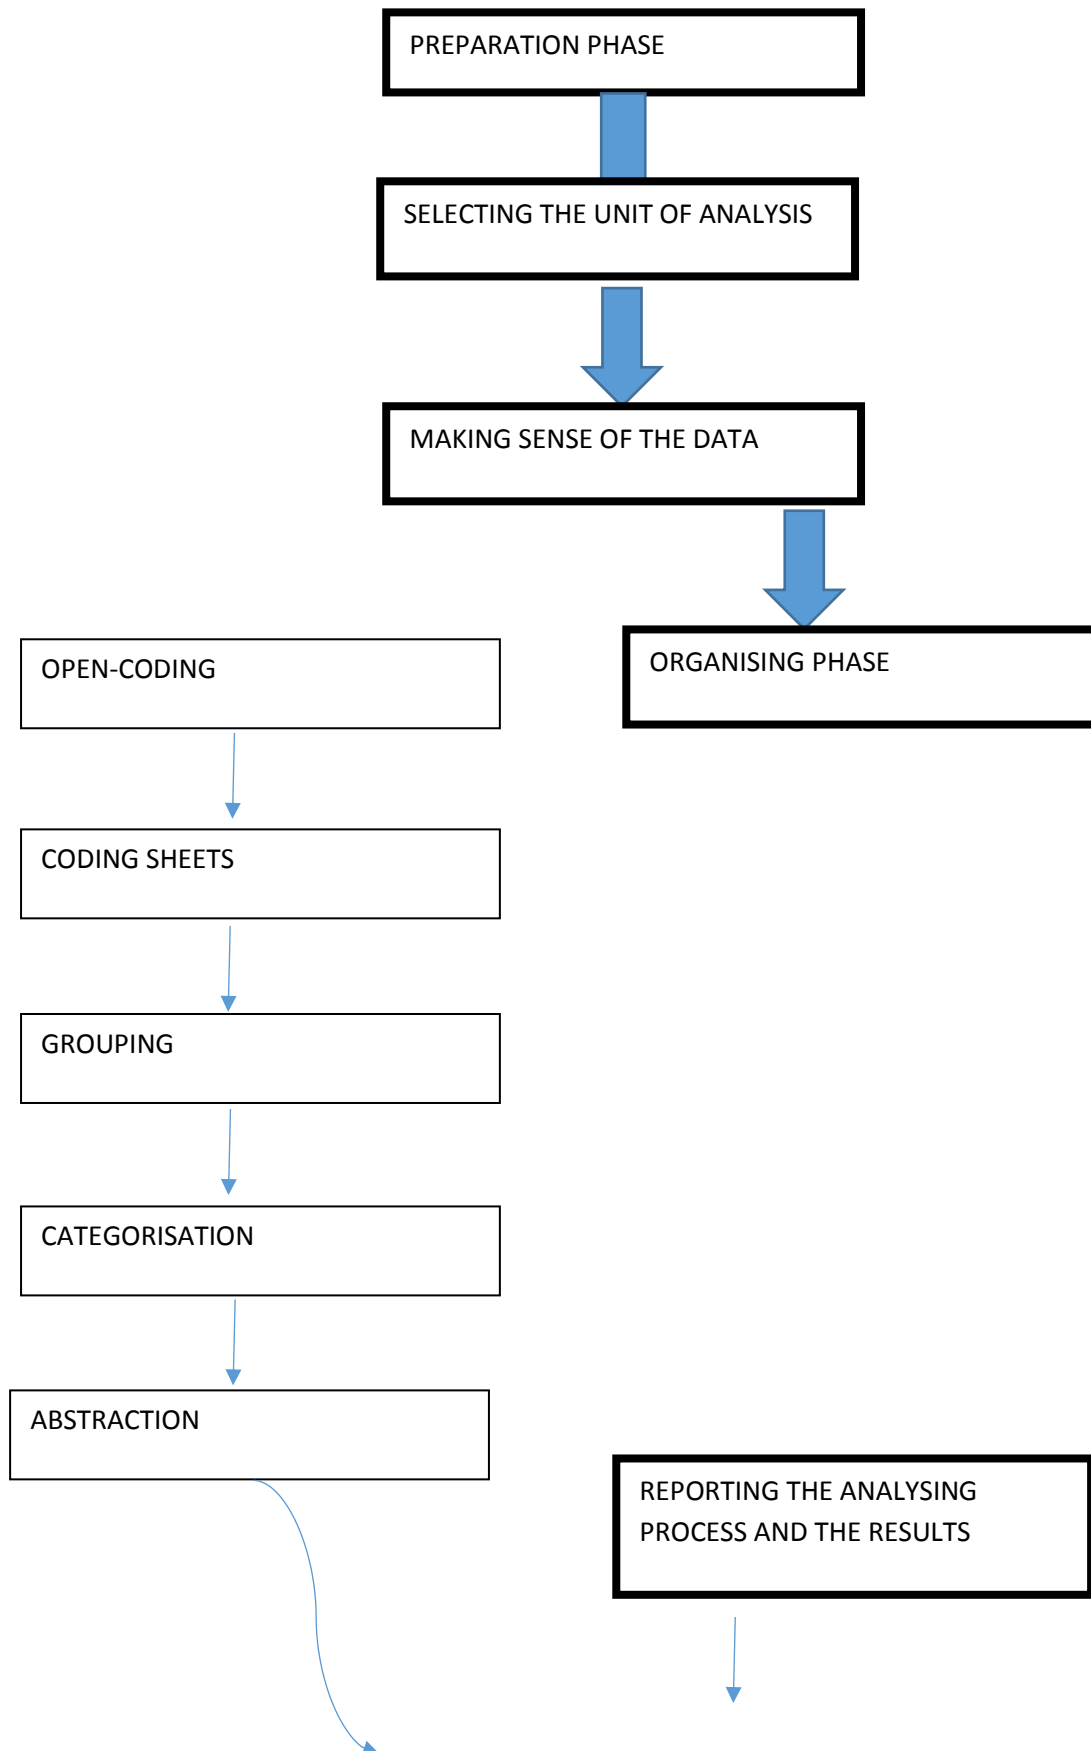 PREPARATION PHASE
SELECTING THE UNIT OF ANALYSIS
MAKING SENSE OF THE DATA
ORGANISING PHASE
OPEN-CODING
CODING SHEETS
GROUPING
CATEGORISATION
ABSTRACTION
REPORTING THE ANALYSING
PROCESS AND THE RESULTS